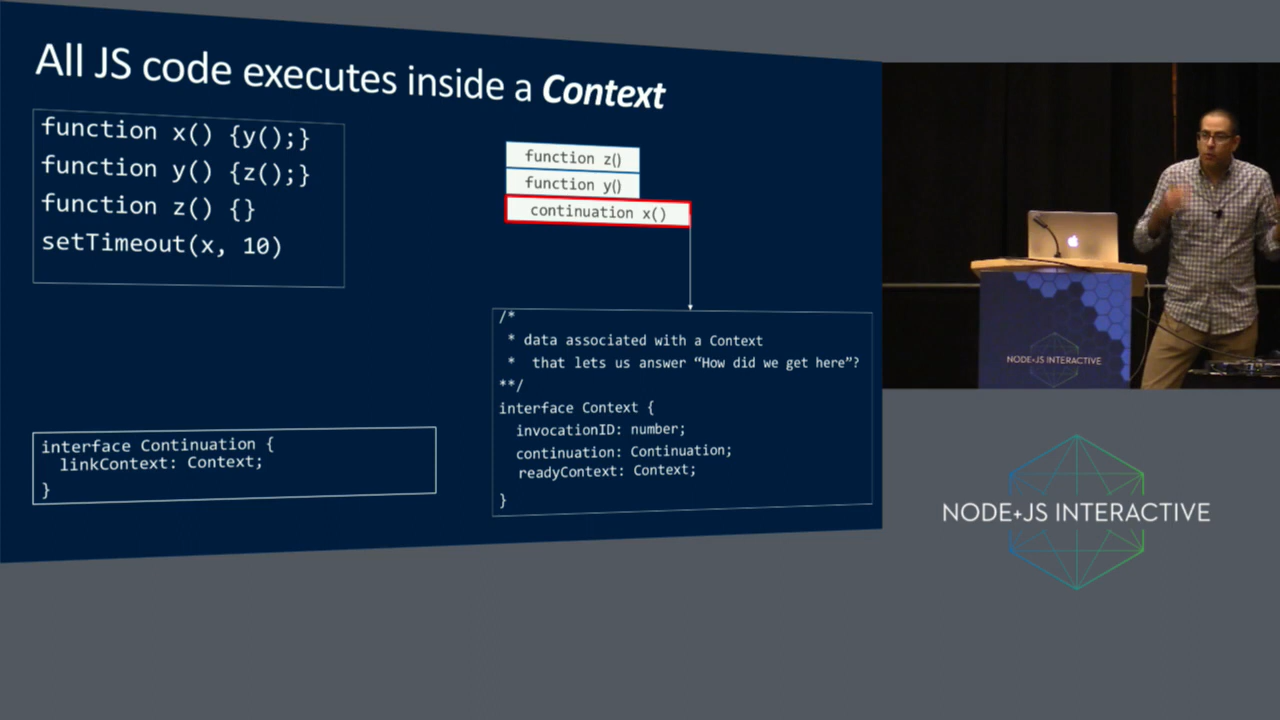 All JS code executes inside a Context
function x() {y();}
function y() {z();}
function z() {}
setTimeout(x, 10)
function z()
function y()
continuation x()
/*
* data associated with a Context
* that lets us answer “How did we get here”?
**/
interface Context {
invocationID: number;
continuation: Continuation;
readyContext: Context;
}
interface Continuation {
linkContext: Context;
}
NODE+JS INTERACTIVE
NODE+JS INTERACTIVE